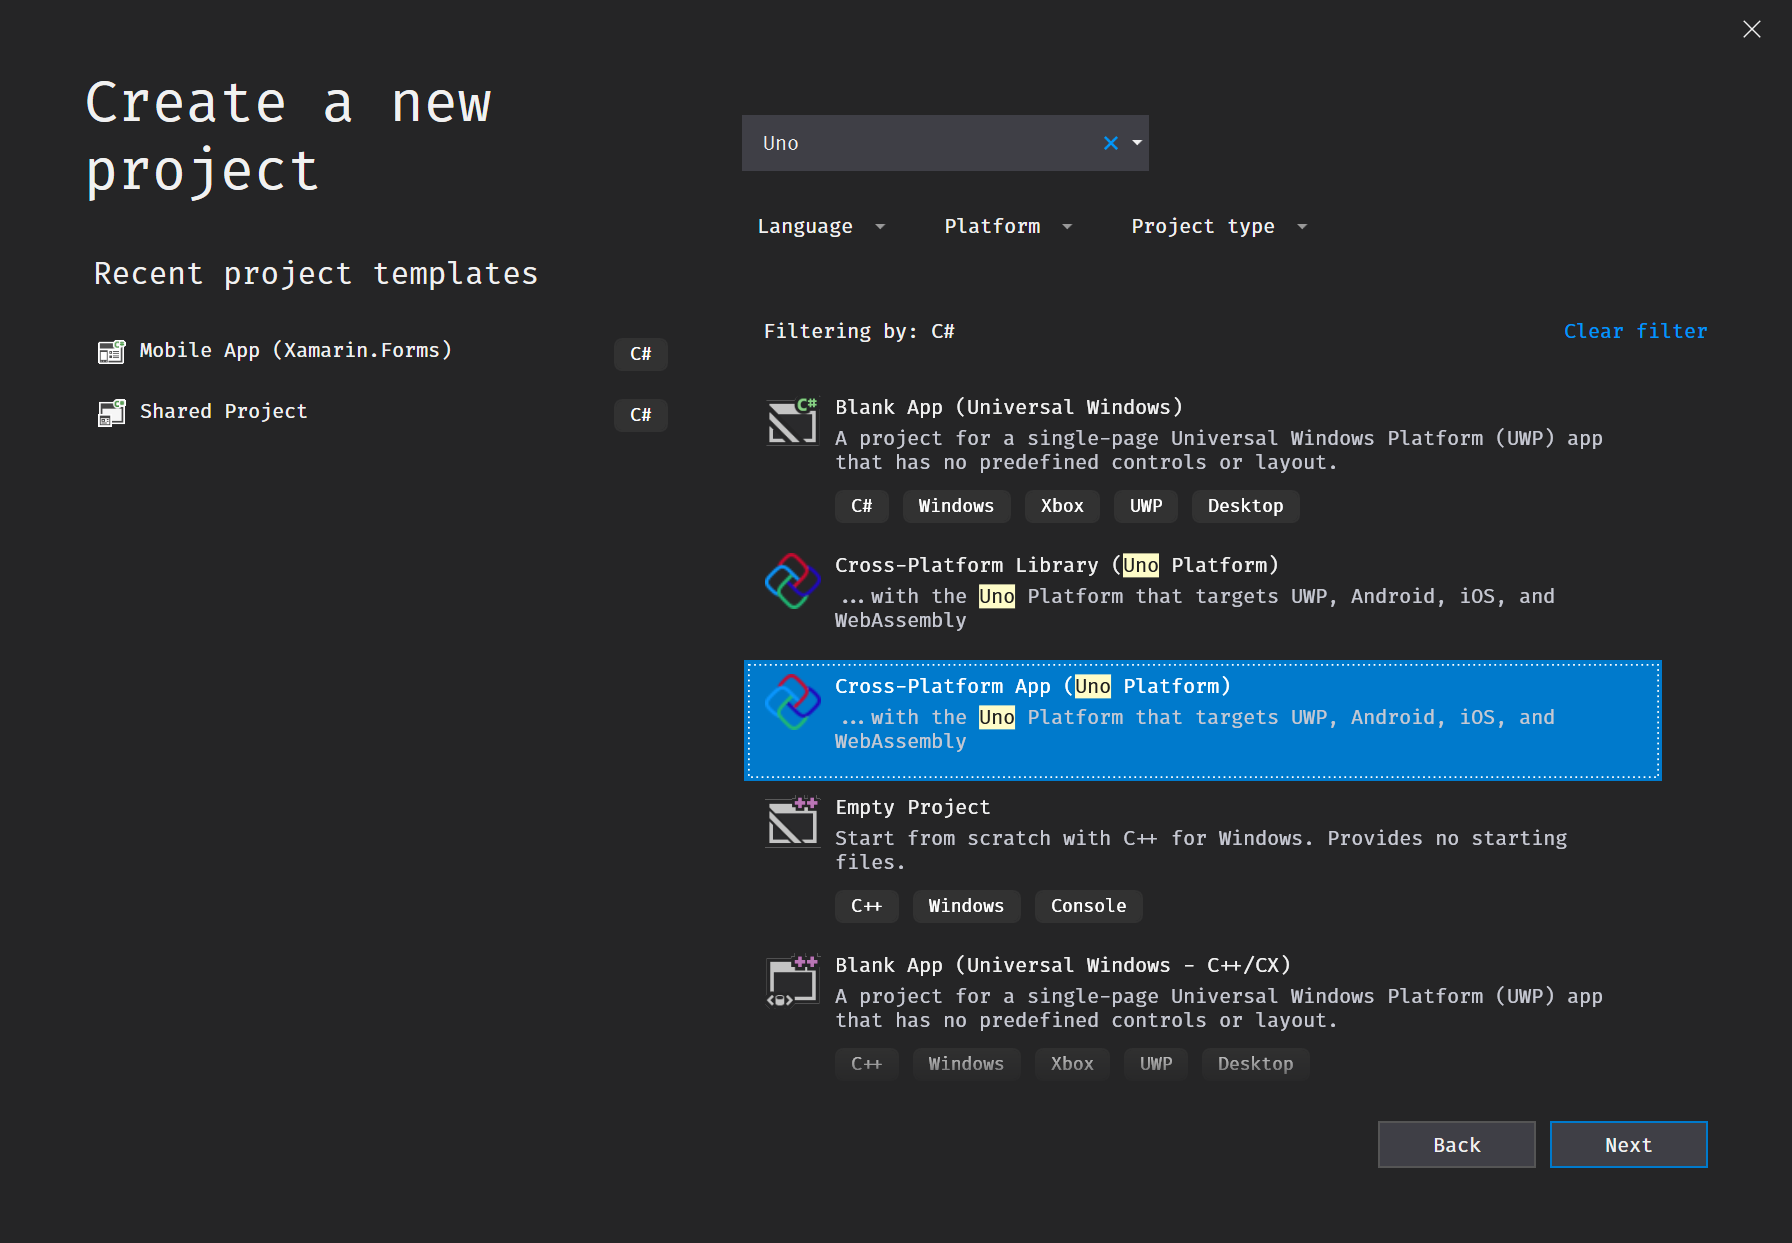 Create a new
project
Uno
Language
Platform
Project type
Recent project templates
Mobile App (Xamarin.Forms)
C#
Shared Project
C#
Filtering by: C#
Clear filter
Blank App (Universal Windows)
A project for a single-page Universal Windows Platform (UWP) app
that has no predefined controls or layout.
C#
Windows
Xbox
UWP
Desktop
Cross-Platform Library (Uno Platform)
...with the Uno Platform that targets UWP, Android, iOS, and
WebAssembly
Cross-Platform App (Uno Platform)
...with the Uno Platform that targets UWP, Android, iOS, and
WebAssembly
Empty Project
Start from scratch with C++ for Windows. Provides no starting
files.
C++
Windows
Console
Blank App (Universal Windows - C++/CX)
A project for a single-page Universal Windows Platform (UWP) app
that has no predefined controls or layout.
C++
Windows
Xbox
UWP
Desktop
Back
Next